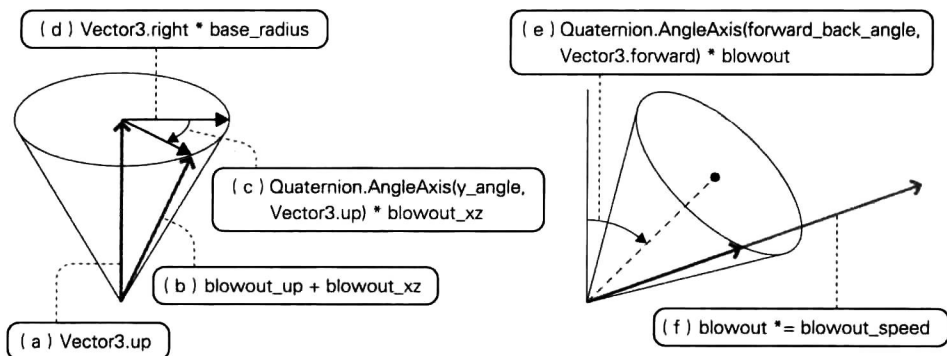 ( d ) Vector3.right * base_radius
( c ) Quaternion.AngleAxis(y_angle,
Vector3.up) * blowout_xz
( b ) blowout_up + blowout_xz
( a ) Vector3.up
( e ) Quaternion.AngleAxis(forward_back_angle,
Vector3.forward) * blowout
( f ) blowout *= blowout_speed